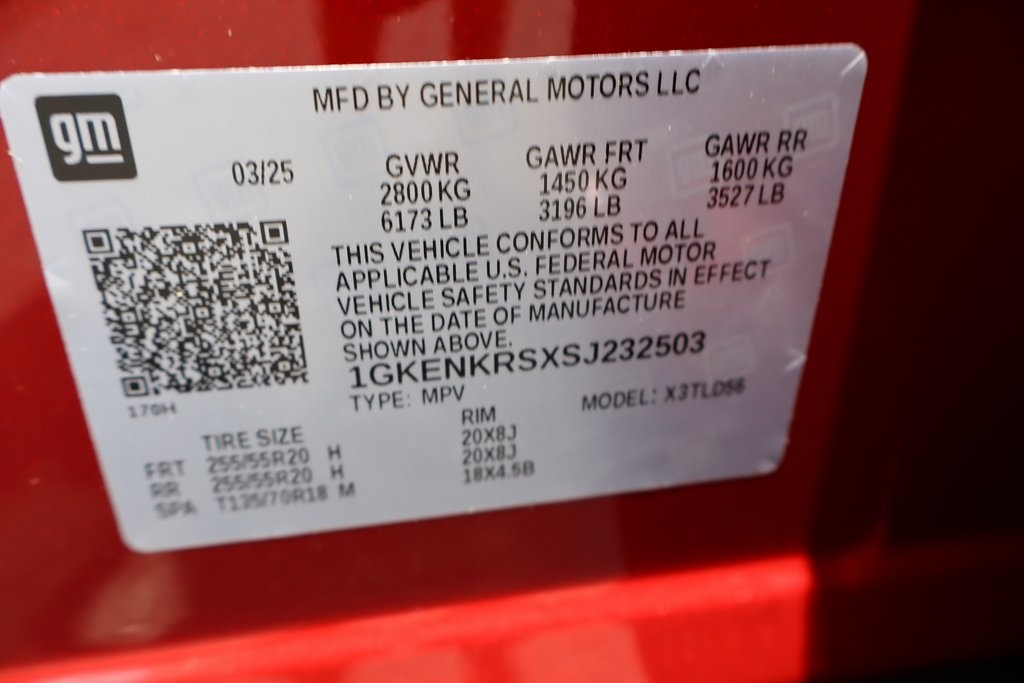 gm
MFD BY GENERAL MOTORS LLC
03/25
GVWR
2800 KG
6173 LB
GAWR FRT
1450 KG
3196 LB
GAWR RR
1600 KG
3527 LB
THIS VEHICLE CONFORMS TO ALL
APPLICABLE U.S. FEDERAL MOTOR
VEHICLE SAFETY STANDARDS IN EFFECT
ON THE DATE OF MANUFACTURE
SHOWN ABOVE.
1GKENKRSXSJ232503
TYPE: MPV
MODEL: X3TLD56
170H
TIRE SIZE
RIM
FRT 255/55R20 H 20X8J
RR 255/55R20 H 20X8J
SPA T135/70R18 M 18X4.5B